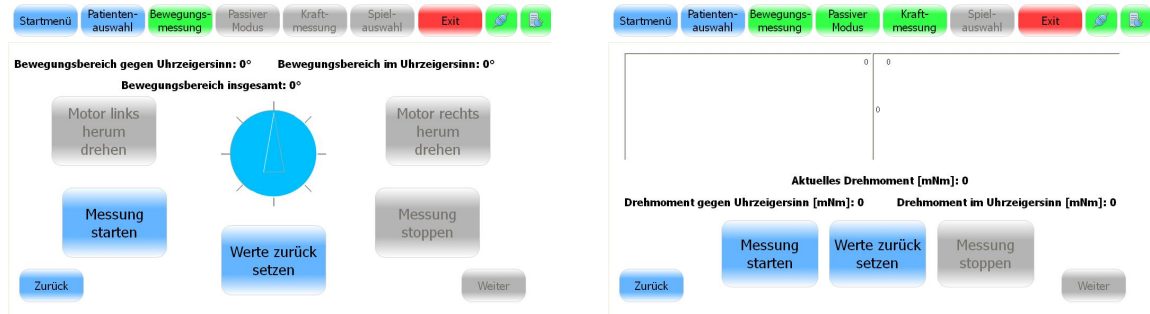 Startmenü
Patienten-
auswahl
Bewegungs-
messung
Passiver
Modus
Kraft-
messung
Spiel-
auswahl
Exit
Bewegungsbereich gegen Uhrzeigersinn: 0°
Bewegungsbereich im Uhrzeigersinn: 0°
Bewegungsbereich insgesamt: 0°
Motor links
herum
drehen
Motor rechts
herum
drehen
Messung
starten
Werte zurück
setzen
Messung
stoppen
Zurück
Weiter
Startmenü
Patienten-
auswahl
Bewegungs-
messung
Passiver
Modus
Kraft-
messung
Spiel-
auswahl
Exit
0
0
0
Aktuelles Drehmoment [mNm]: 0
Drehmoment gegen Uhrzeigersinn [mNm]: 0
Drehmoment im Uhrzeigersinn [mNm]: 0
Messung
starten
Werte zurück
setzen
Messung
stoppen
Zurück
Weiter